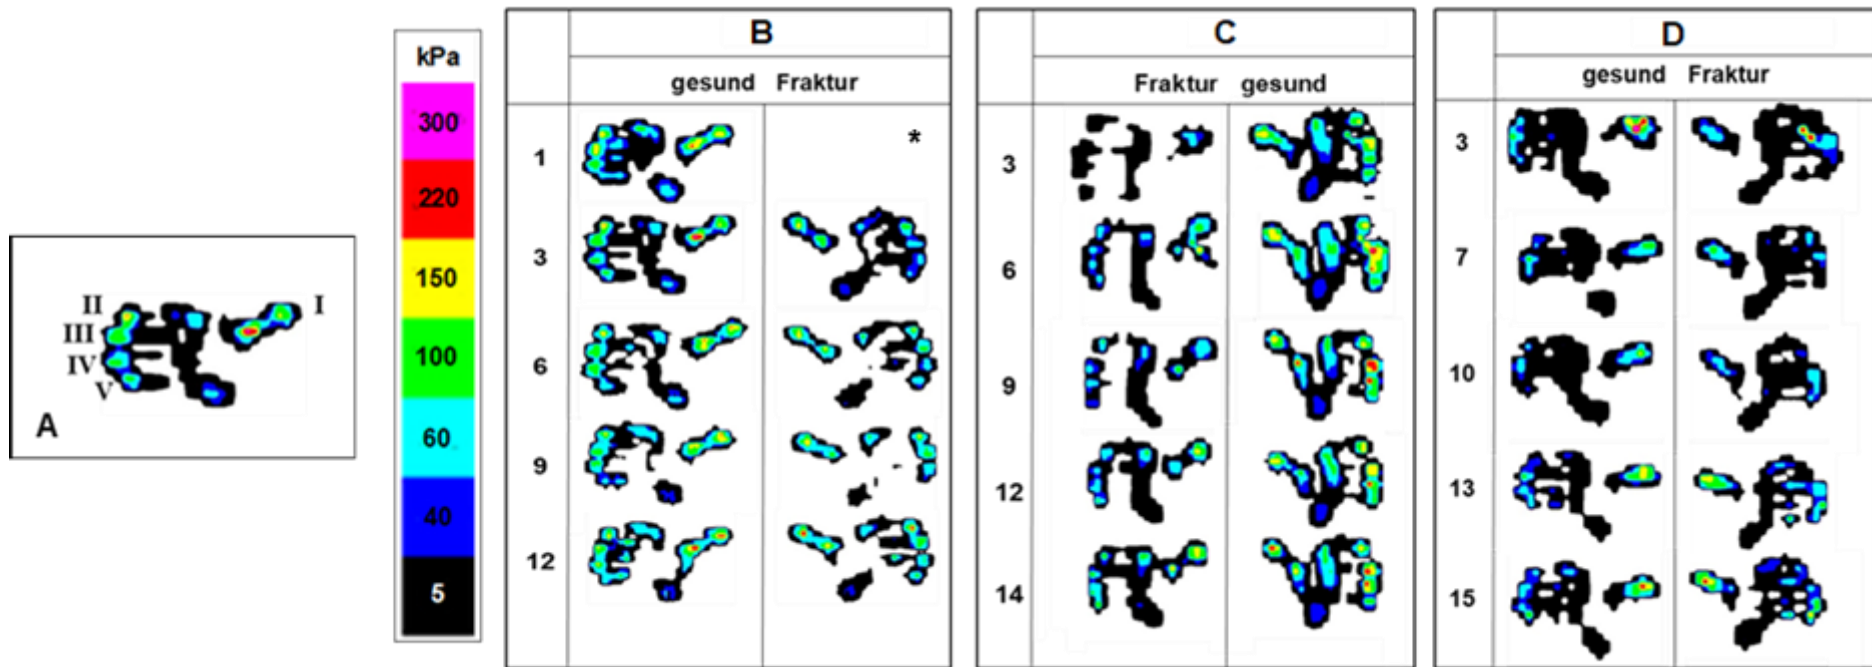 II
I
III
IV
V
A
kPa
300
220
150
100
60
40
5
B
gesund Fraktur
1
*
3
6
9
12
C
Fraktur gesund
3
6
9
12
14
D
gesund Fraktur
3
7
10
13
15